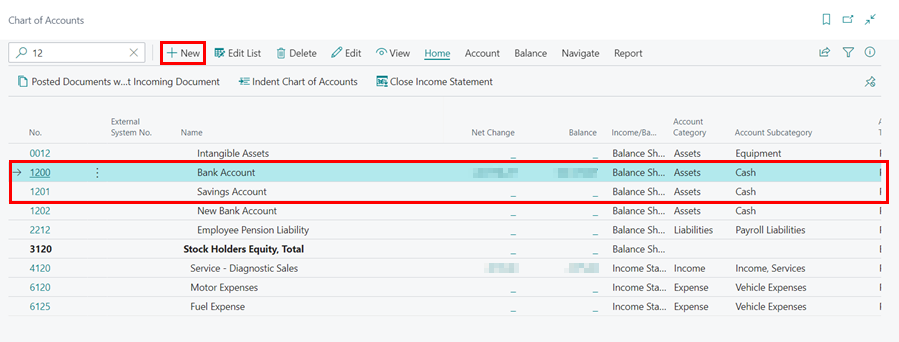 Chart of Accounts
12 New Edit List Delete Edit View Home Account Balance Navigate Report
Posted Documents w...t Incoming Document Indent Chart of Accounts Close Income Statement
No. External System No. Name Net Change Balance Income/Ba... Account Category Account Subcategory A T
0012 Intangible Assets _ _ Balance Sh... Assets Equipment
1200 Bank Account Balance Sh... Assets Cash
1201 Savings Account _ _ Balance Sh... Assets Cash
1202 New Bank Account _ _ Balance Sh... Assets Cash
2212 Employee Pension Liability _ _ Balance Sh... Liabilities Payroll Liabilities
3120 Stock Holders Equity, Total _ _ Balance Sh...
4120 Service - Diagnostic Sales Income Sta... Income Income, Services
6120 Motor Expenses _ _ Income Sta... Expense Vehicle Expenses
6125 Fuel Expense _ _ Income Sta... Expense Vehicle Expenses